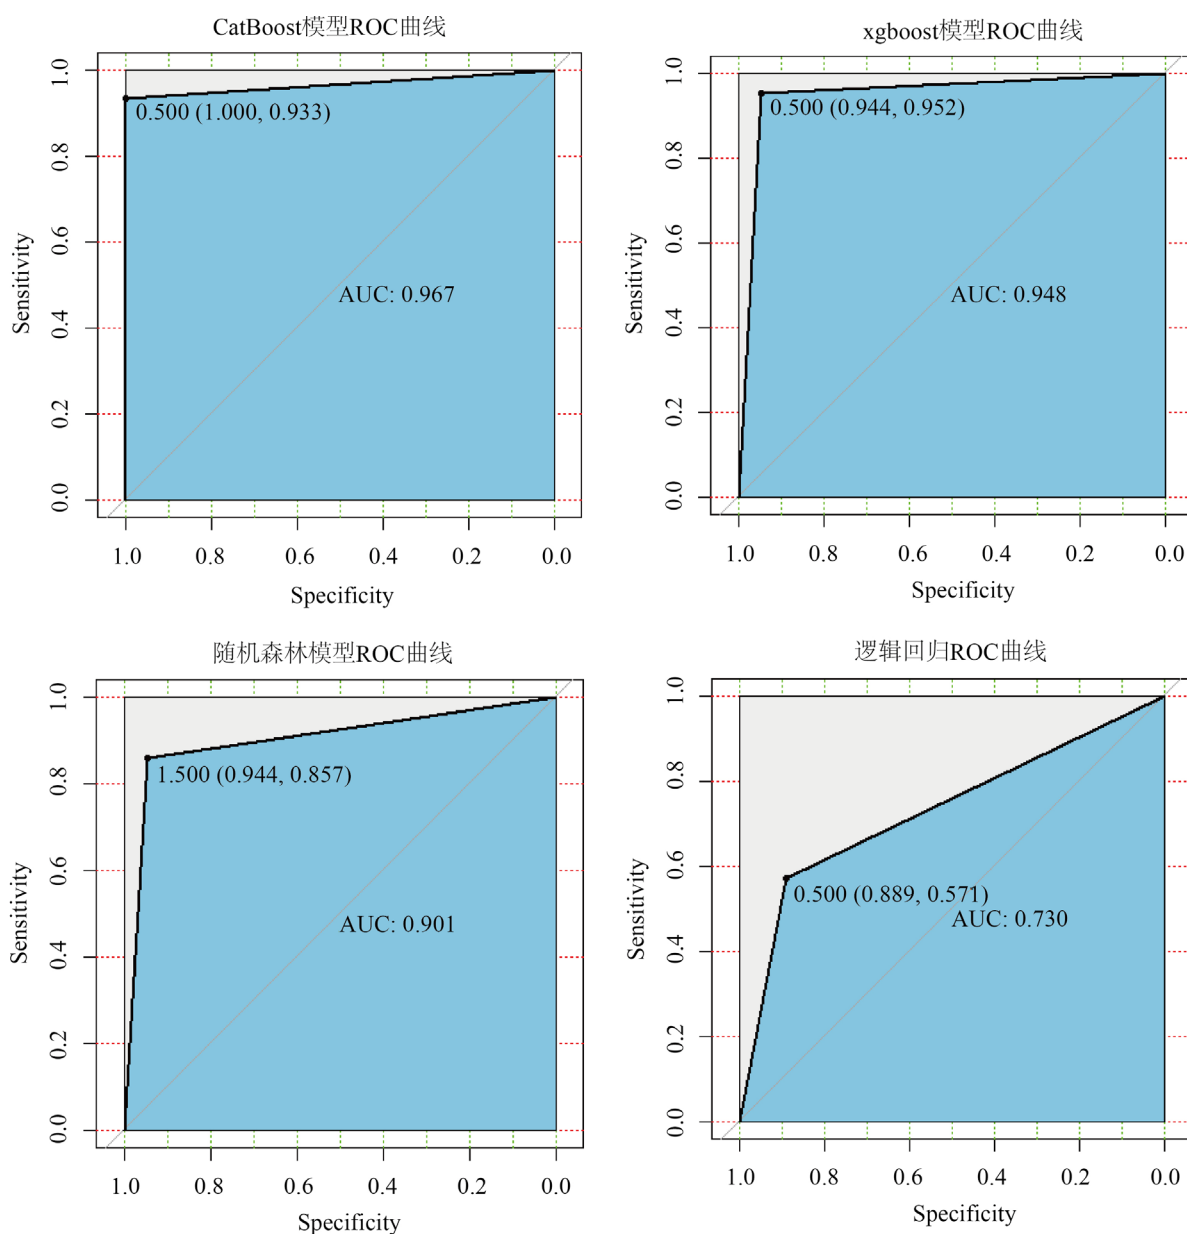 CatBoost模型ROC曲线
1.0
0.8
0.6
0.4
0.2
0.0
Sensitivity
0.500 (1.000, 0.933)
AUC: 0.967
1.0 0.8 0.6 0.4 0.2 0.0
Specificity
xgboost模型ROC曲线
1.0
0.8
0.6
0.4
0.2
0.0
Sensitivity
0.500 (0.944, 0.952)
AUC: 0.948
1.0 0.8 0.6 0.4 0.2 0.0
Specificity
随机森林模型ROC曲线
1.0
0.8
0.6
0.4
0.2
0.0
Sensitivity
1.500 (0.944, 0.857)
AUC: 0.901
1.0 0.8 0.6 0.4 0.2 0.0
Specificity
逻辑回归ROC曲线
1.0
0.8
0.6
0.4
0.2
0.0
Sensitivity
0.500 (0.889, 0.571)
AUC: 0.730
1.0 0.8 0.6 0.4 0.2 0.0
Specificity